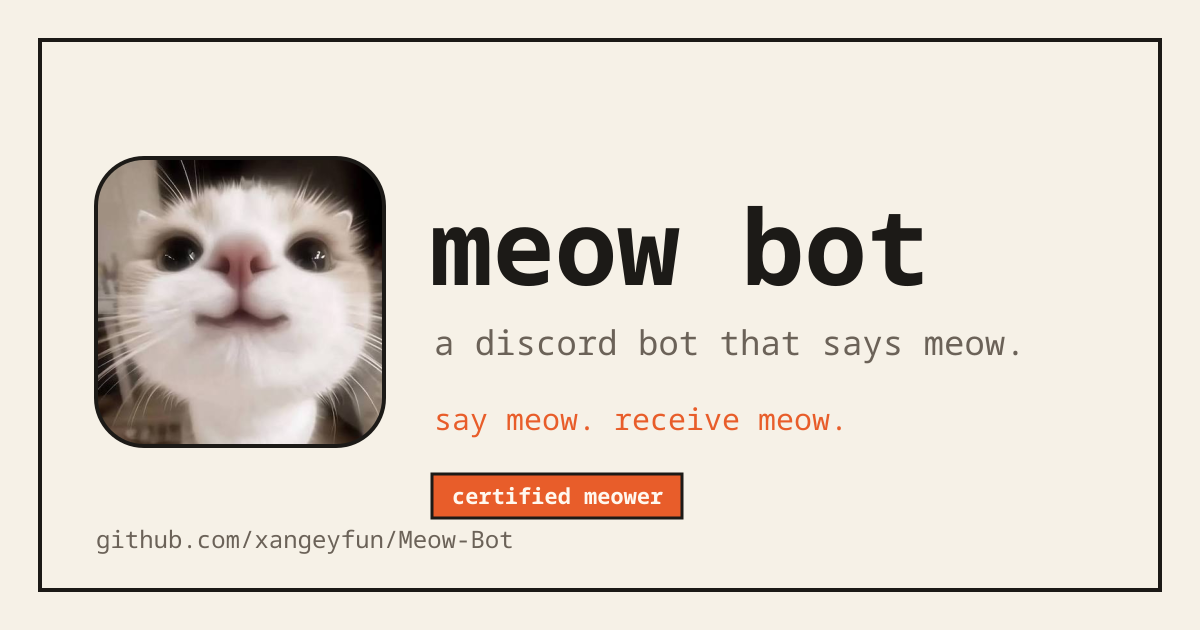 meow bot
a discord bot that says meow.
say meow. receive meow.
certified meower
github.com/xangeyfun/Meow-Bot